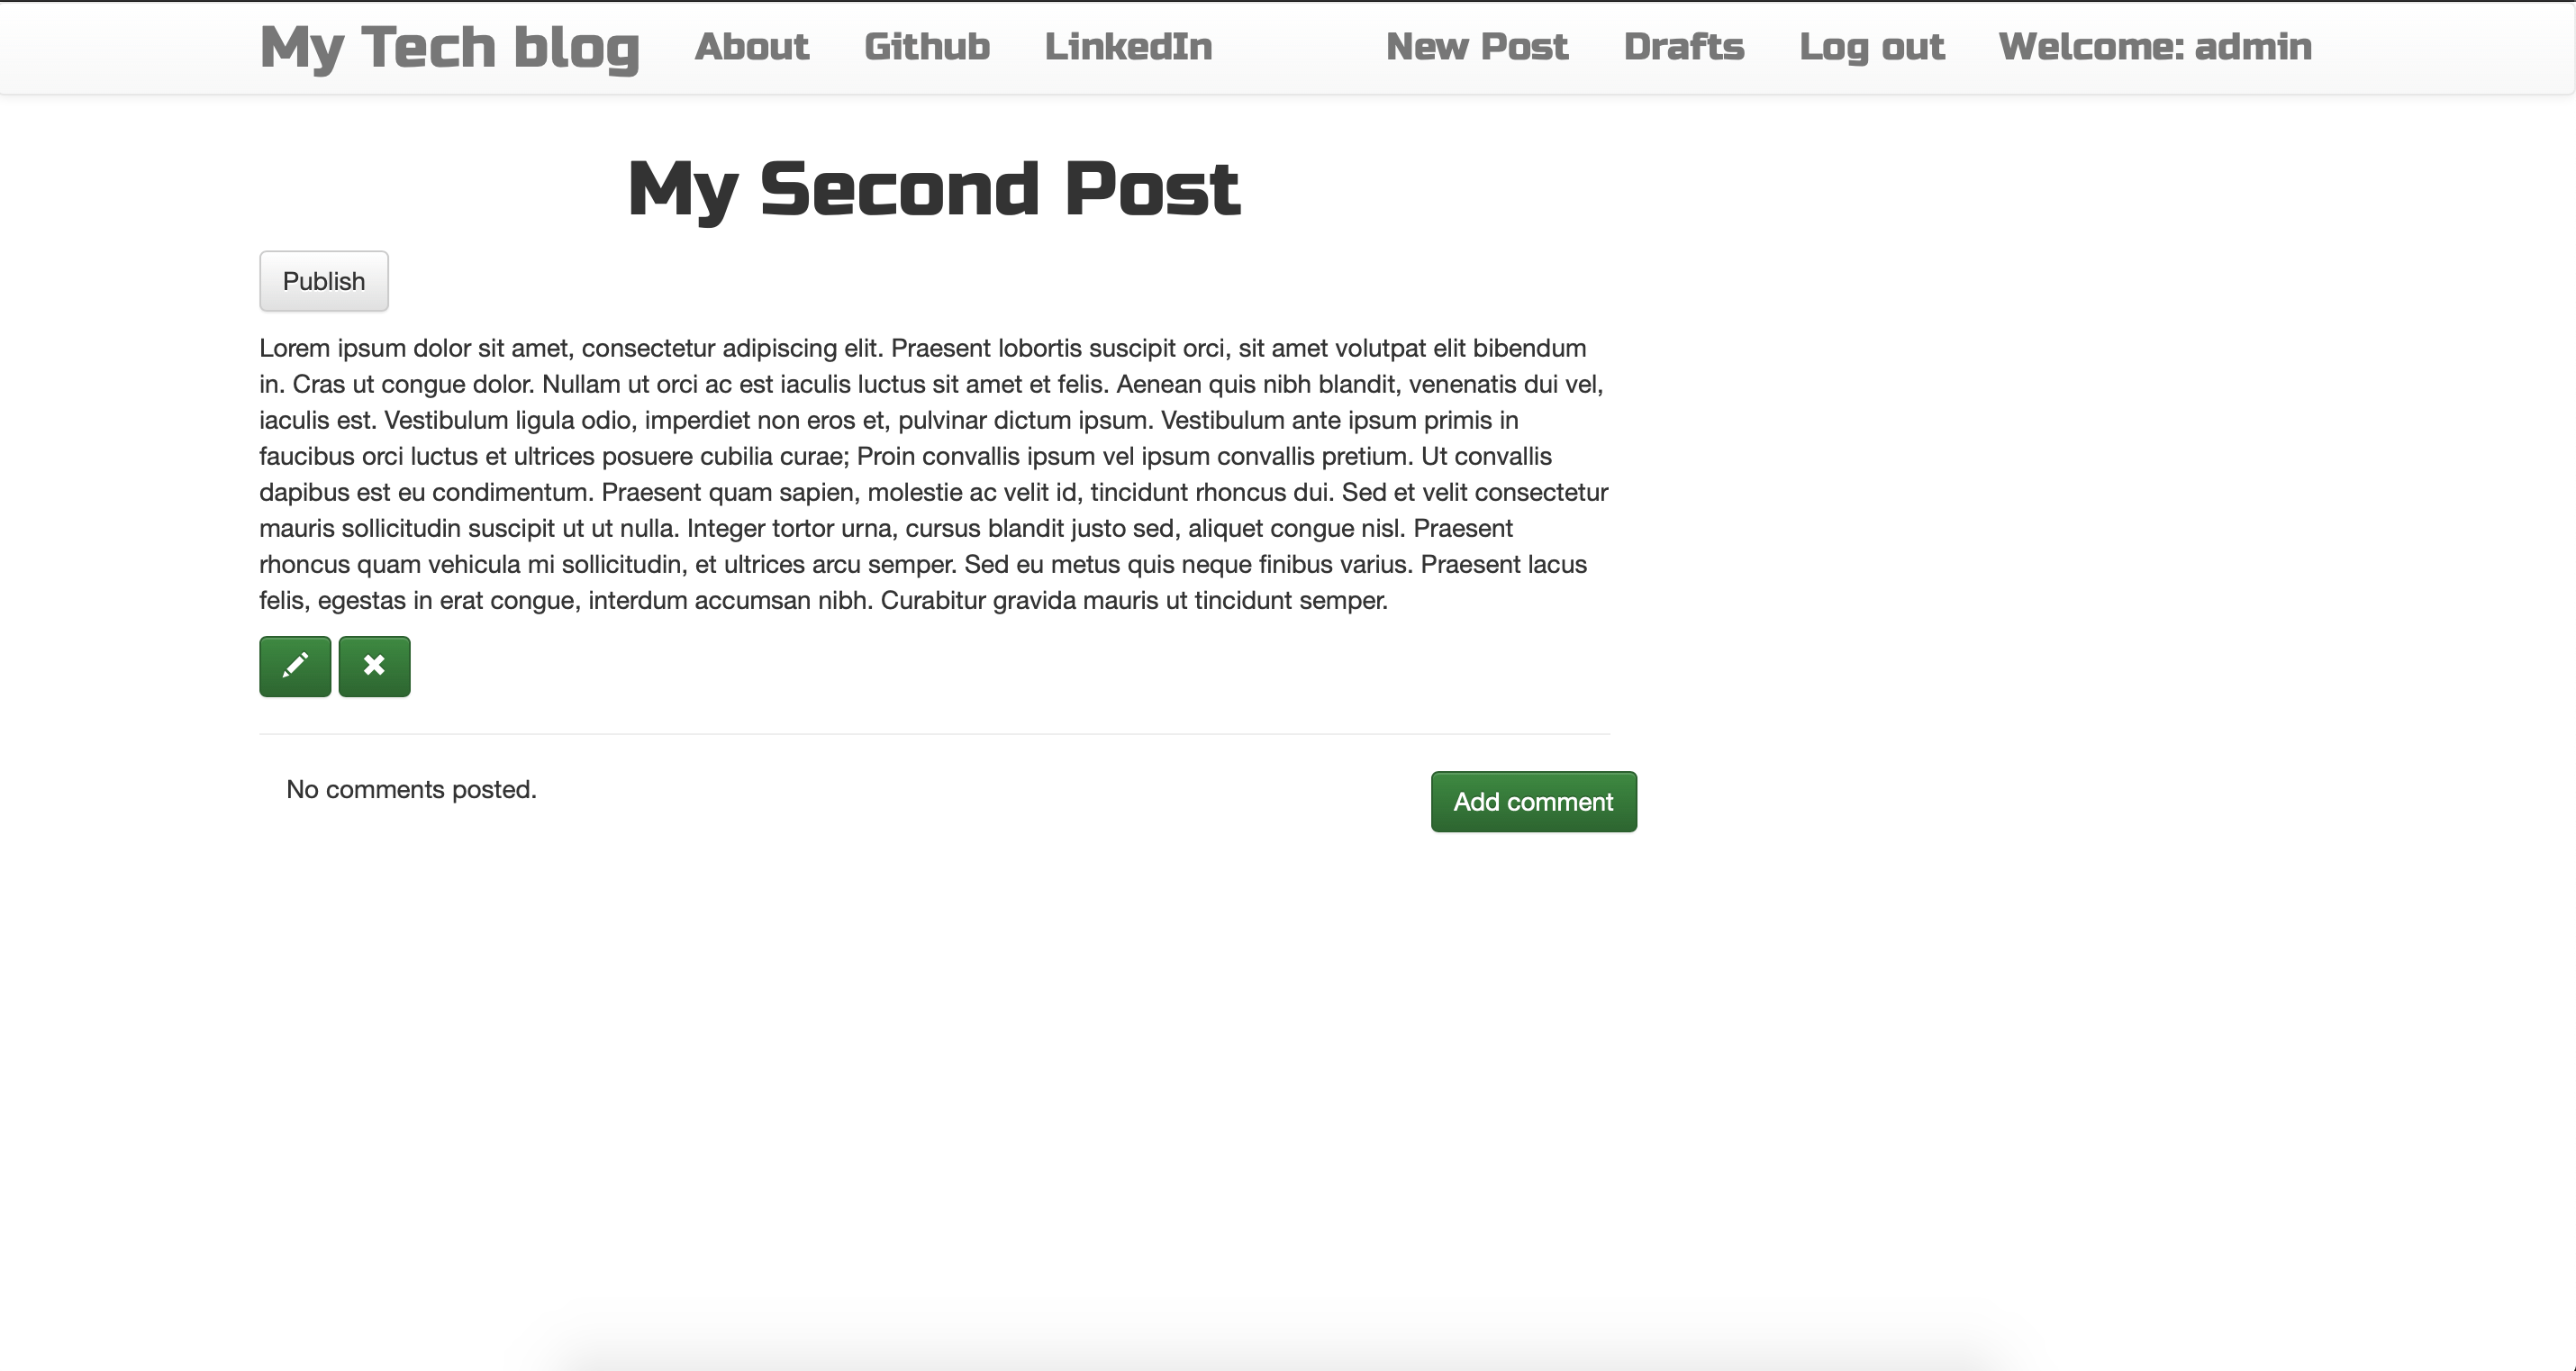 My Tech blog About Github LinkedIn New Post Drafts Log out Welcome: admin
My Second Post
Publish
Lorem ipsum dolor sit amet, consectetur adipiscing elit. Praesent lobortis suscipit orci, sit amet volutpat elit bibendum
in. Cras ut congue dolor. Nullam ut orci ac est iaculis luctus sit amet et felis. Aenean quis nibh blandit, venenatis dui vel,
iaculis est. Vestibulum ligula odio, imperdiet non eros et, pulvinar dictum ipsum. Vestibulum ante ipsum primis in
faucibus orci luctus et ultrices posuere cubilia curae; Proin convallis ipsum vel ipsum convallis pretium. Ut convallis
dapibus est eu condimentum. Praesent quam sapien, molestie ac velit id, tincidunt rhoncus dui. Sed et velit consectetur
mauris sollicitudin suscipit ut ut nulla. Integer tortor urna, cursus blandit justo sed, aliquet congue nisl. Praesent
rhoncus quam vehicula mi sollicitudin, et ultrices arcu semper. Sed eu metus quis neque finibus varius. Praesent lacus
felis, egestas in erat congue, interdum accumsan nibh. Curabitur gravida mauris ut tincidunt semper.
No comments posted.
Add comment